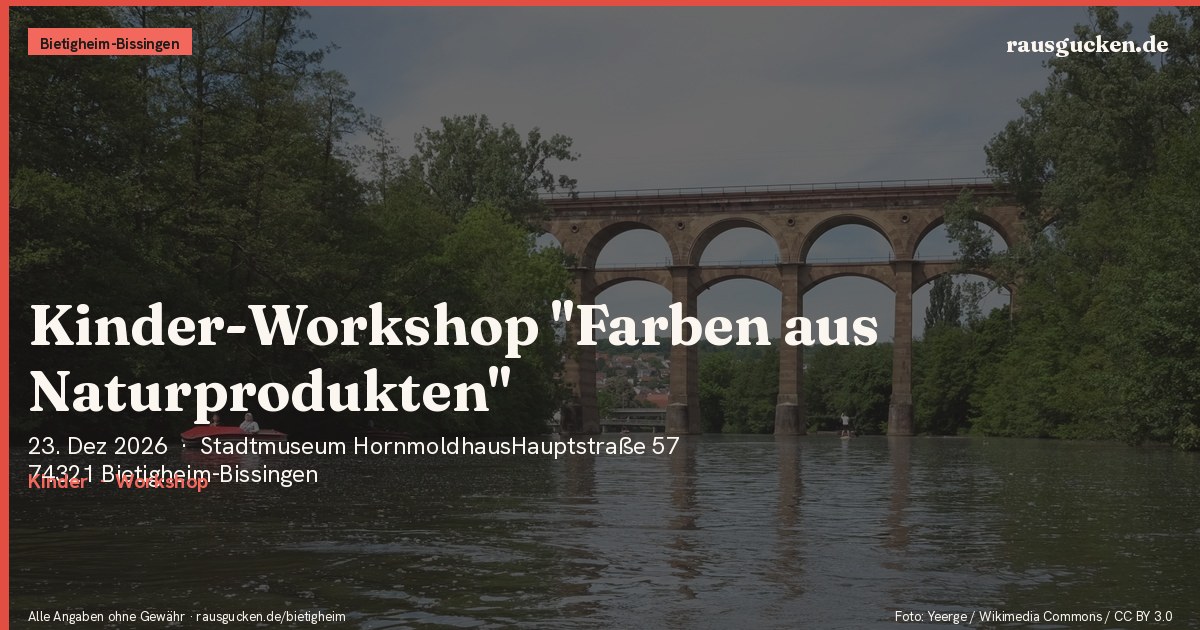 Bietigheim-Bissingen
rausgucken.de
Kinder-Workshop "Farben aus
Naturprodukten"
23. Dez 2026 · Stadtmuseum HornmoldhausHauptstraße 57
74321 Bietigheim-Bissingen
Kinder · Workshop
Alle Angaben ohne Gewähr · rausgucken.de/bietigheim
Foto: Yeerge / Wikimedia Commons / CC BY 3.0